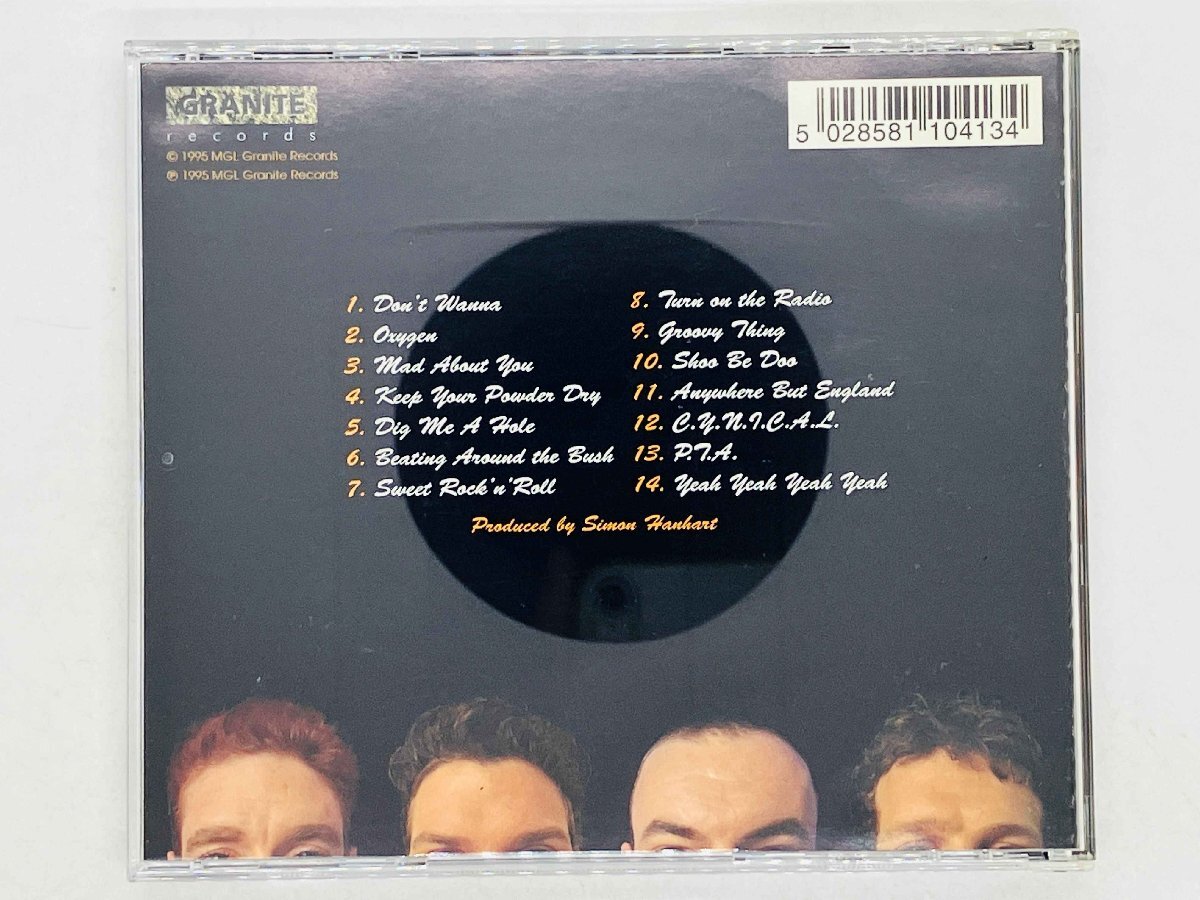 GRANITE
records
© 1995 MGL Granite Records
℗ 1995 MGL Granite Records
5 028581 104134
1. Don't Wanna
2. Oxygen
3. Mad About You
4. Keep Your Powder Dry
5. Dig Me A Hole
6. Beating Around the Bush
7. Sweet Rock'n'Roll
8. Turn on the Radio
9. Groovy Thing
10. Shoo Be Doo
11. Anywhere But England
12. C.Y.N.I.C.A.L.
13. P.T.A.
14. Yeah Yeah Yeah Yeah
Produced by Simon Hanhart